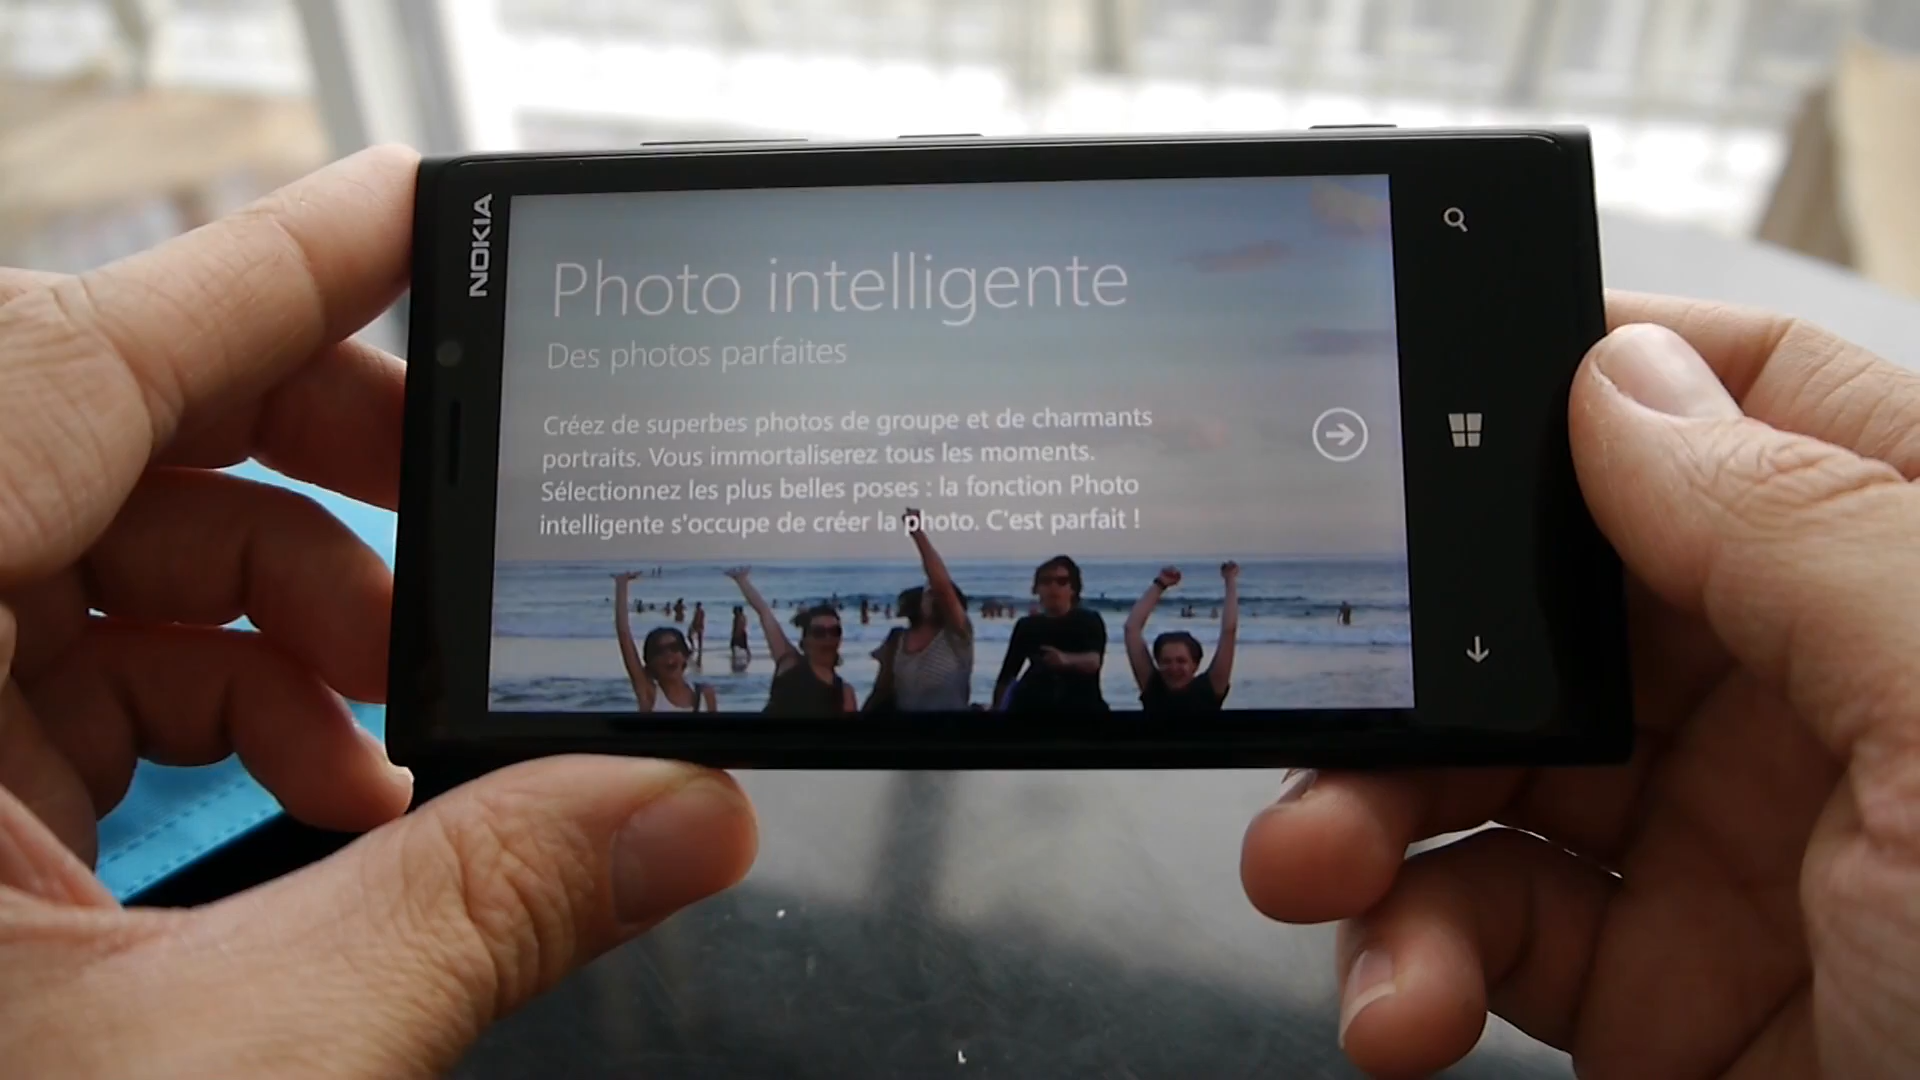 NOKIA
Photo intelligente
Des photos parfaites
Créez de superbes photos de groupe et de charmants
portraits. Vous immortaliserez tous les moments.
Sélectionnez les plus belles poses : la fonction Photo
intelligente s'occupe de créer la photo. C'est parfait !